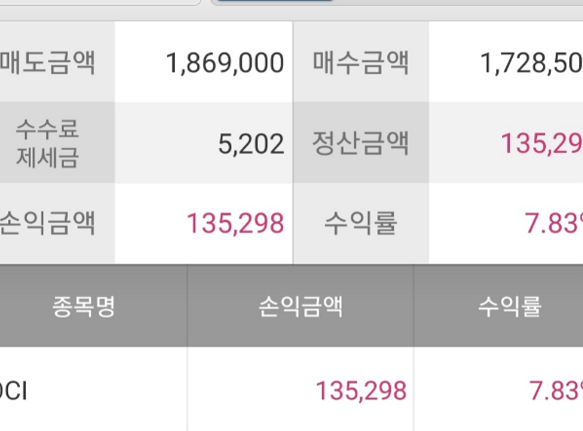 매도금액 1,869,000 매수금액 1,728,50
수수료
제세금 5,202 정산금액 135,29
손익금액 135,298 수익률 7.83
종목명 손익금액 수익률
OCI 135,298 7.83